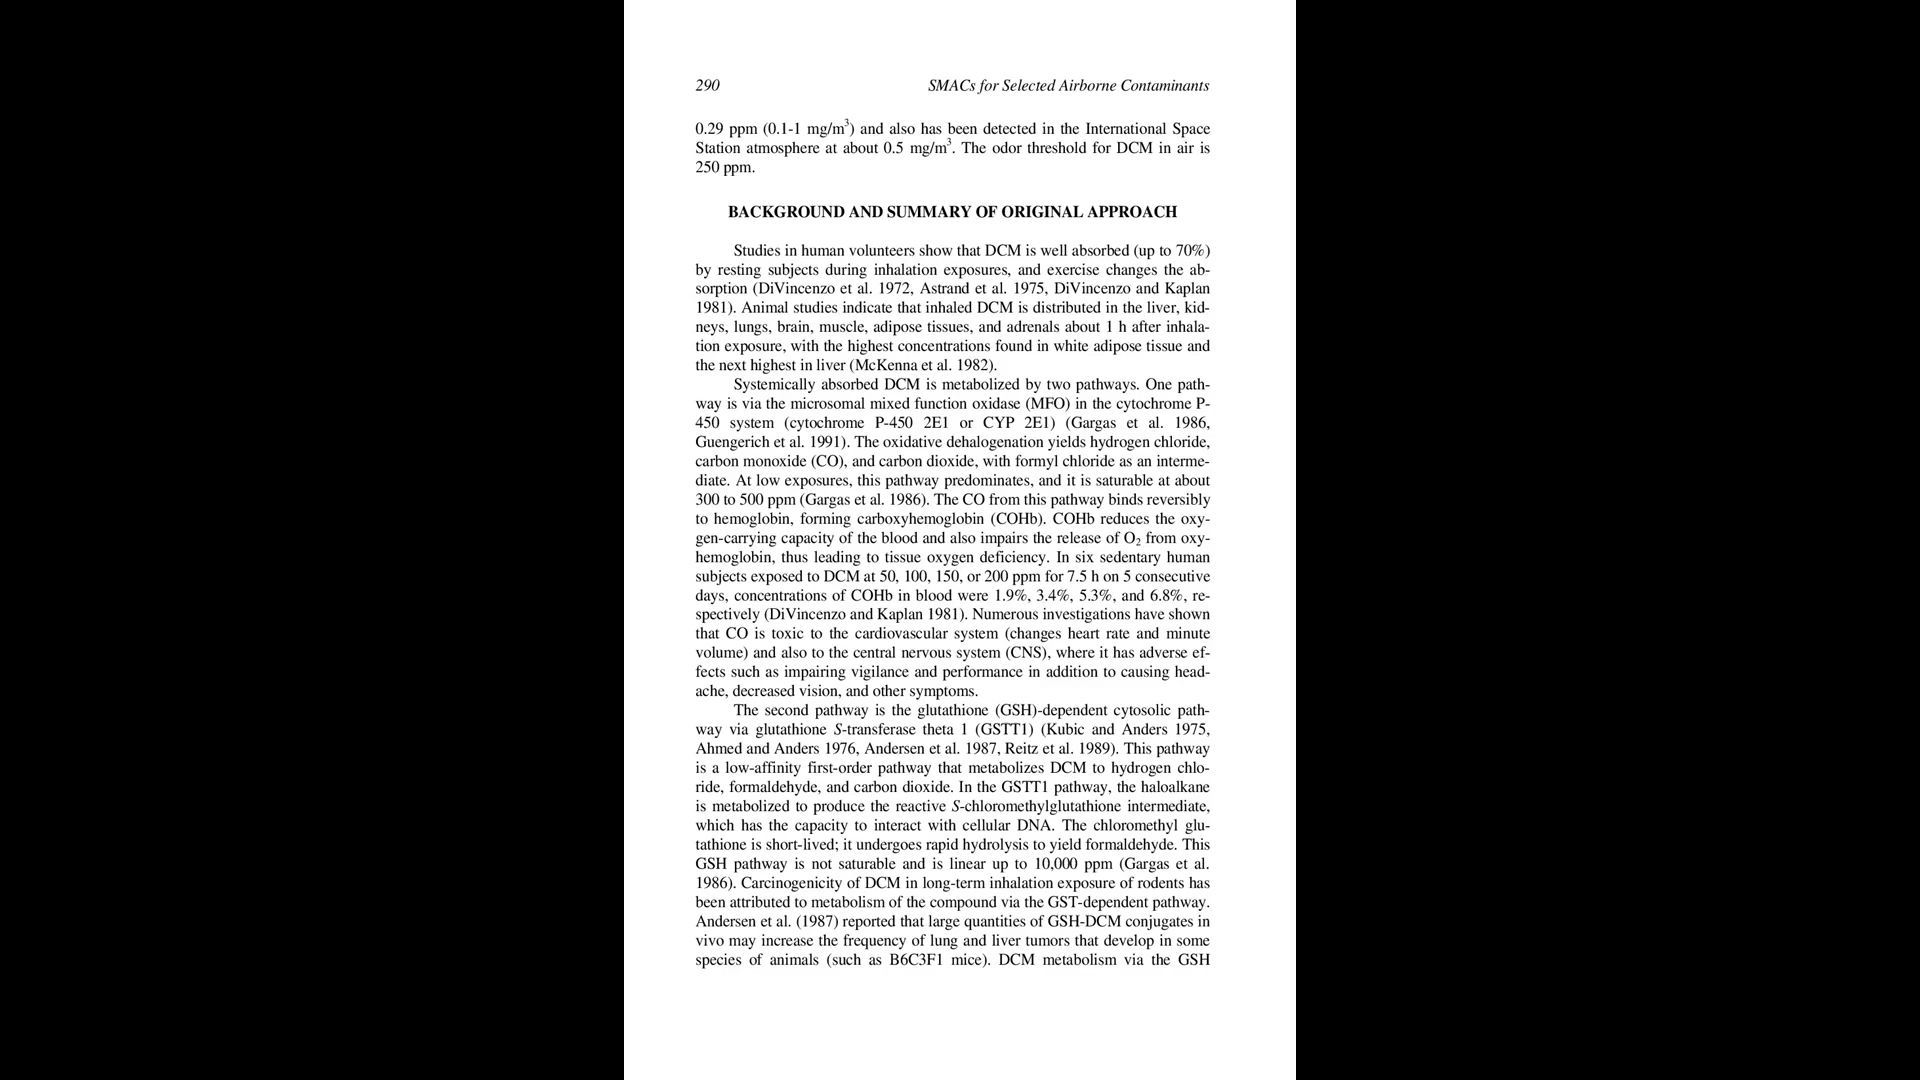 290 SMACs for Selected Airborne Contaminants
0.29 ppm (0.1-1 mg/m³) and also has been detected in the International Space
Station atmosphere at about 0.5 mg/m³. The odor threshold for DCM in air is
250 ppm.
BACKGROUND AND SUMMARY OF ORIGINAL APPROACH
Studies in human volunteers show that DCM is well absorbed (up to 70%)
by resting subjects during inhalation exposures, and exercise changes the ab-
sorption (DiVincenzo et al. 1972, Astrand et al. 1975, DiVincenzo and Kaplan
1981). Animal studies indicate that inhaled DCM is distributed in the liver, kid-
neys, lungs, brain, muscle, adipose tissues, and adrenals about 1 h after inhala-
tion exposure, with the highest concentrations found in white adipose tissue and
the next highest in liver (McKenna et al. 1982).
Systemically absorbed DCM is metabolized by two pathways. One path-
way is via the microsomal mixed function oxidase (MFO) in the cytochrome P-
450 system (cytochrome P-450 2E1 or CYP 2E1) (Gargas et al. 1986,
Guengerich et al. 1991). The oxidative dehalogenation yields hydrogen chloride,
carbon monoxide (CO), and carbon dioxide, with formyl chloride as an interme-
diate. At low exposures, this pathway predominates, and it is saturable at about
300 to 500 ppm (Gargas et al. 1986). The CO from this pathway binds reversibly
to hemoglobin, forming carboxyhemoglobin (COHb). COHb reduces the oxy-
gen-carrying capacity of the blood and also impairs the release of O₂ from oxy-
hemoglobin, thus leading to tissue oxygen deficiency. In six sedentary human
subjects exposed to DCM at 50, 100, 150, or 200 ppm for 7.5 h on 5 consecutive
days, concentrations of COHb in blood were 1.9%, 3.4%, 5.3%, and 6.8%, re-
spectively (DiVincenzo and Kaplan 1981). Numerous investigations have shown
that CO is toxic to the cardiovascular system (changes heart rate and minute
volume) and also to the central nervous system (CNS), where it has adverse ef-
fects such as impairing vigilance and performance in addition to causing head-
ache, decreased vision, and other symptoms.
The second pathway is the glutathione (GSH)-dependent cytosolic path-
way via glutathione S-transferase theta 1 (GSTT1) (Kubic and Anders 1975,
Ahmed and Anders 1976, Andersen et al. 1987, Reitz et al. 1989). This pathway
is a low-affinity first-order pathway that metabolizes DCM to hydrogen chlo-
ride, formaldehyde, and carbon dioxide. In the GSTT1 pathway, the haloalkane
is metabolized to produce the reactive S-chloromethylglutathione intermediate,
which has the capacity to interact with cellular DNA. The chloromethyl glu-
tathione is short-lived; it undergoes rapid hydrolysis to yield formaldehyde. This
GSH pathway is not saturable and is linear up to 10,000 ppm (Gargas et al.
1986). Carcinogenicity of DCM in long-term inhalation exposure of rodents has
been attributed to metabolism of the compound via the GST-dependent pathway.
Andersen et al. (1987) reported that large quantities of GSH-DCM conjugates in
vivo may increase the frequency of lung and liver tumors that develop in some
species of animals (such as B6C3F1 mice). DCM metabolism via the GSH